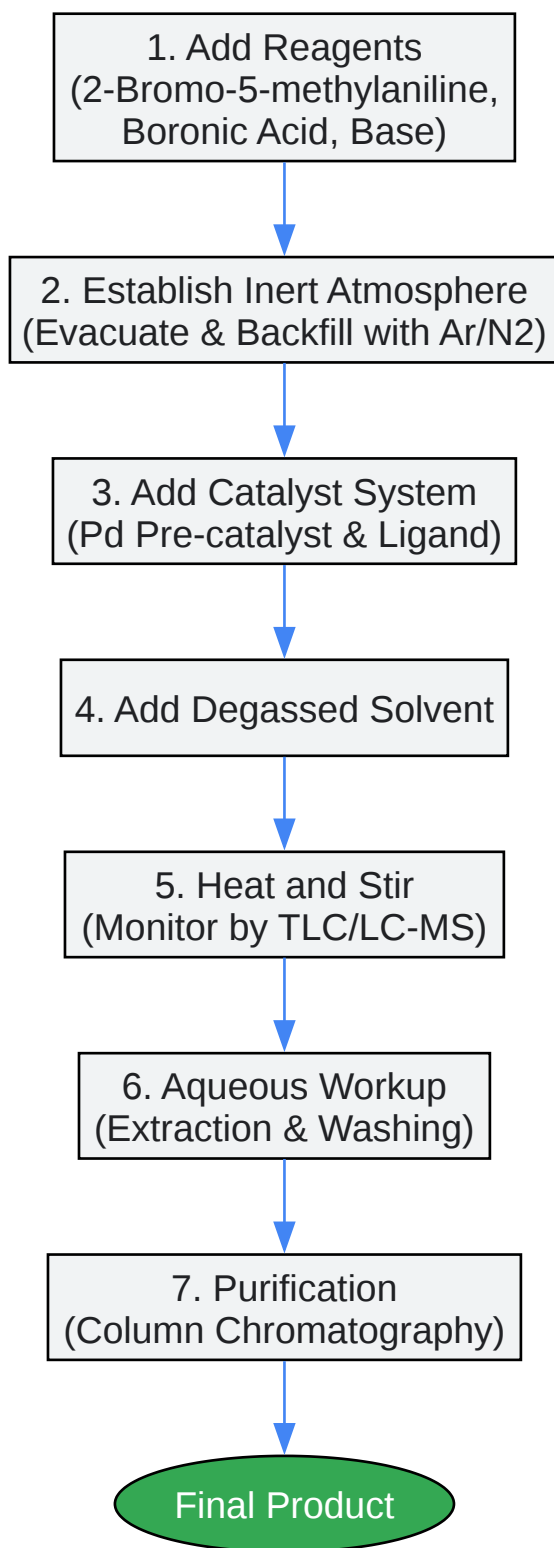 1. Add Reagents
(2-Bromo-5-methylaniline,
Boronic Acid, Base)
2. Establish Inert Atmosphere
(Evacuate & Backfill with Ar/N2)
3. Add Catalyst System
(Pd Pre-catalyst & Ligand)
4. Add Degassed Solvent
5. Heat and Stir
(Monitor by TLC/LC-MS)
6. Aqueous Workup
(Extraction & Washing)
7. Purification
(Column Chromatography)
Final Product